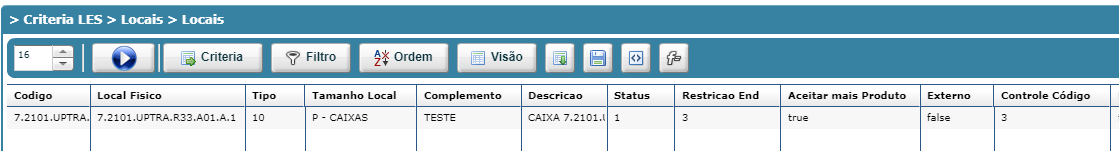 > Criteria LES > Locais > Locais
16 Criteria Filtro Ordem Visão
Codigo Local Fisico Tipo Tamanho Local Complemento Descricao Status Restricao End Aceitar mais Produto Externo Controle Código
7.2101.UPTRA. 7.2101.UPTRA.R33.A01.A.1 10 P - CAIXAS TESTE CAIXA 7.2101. 1 3 true false 3